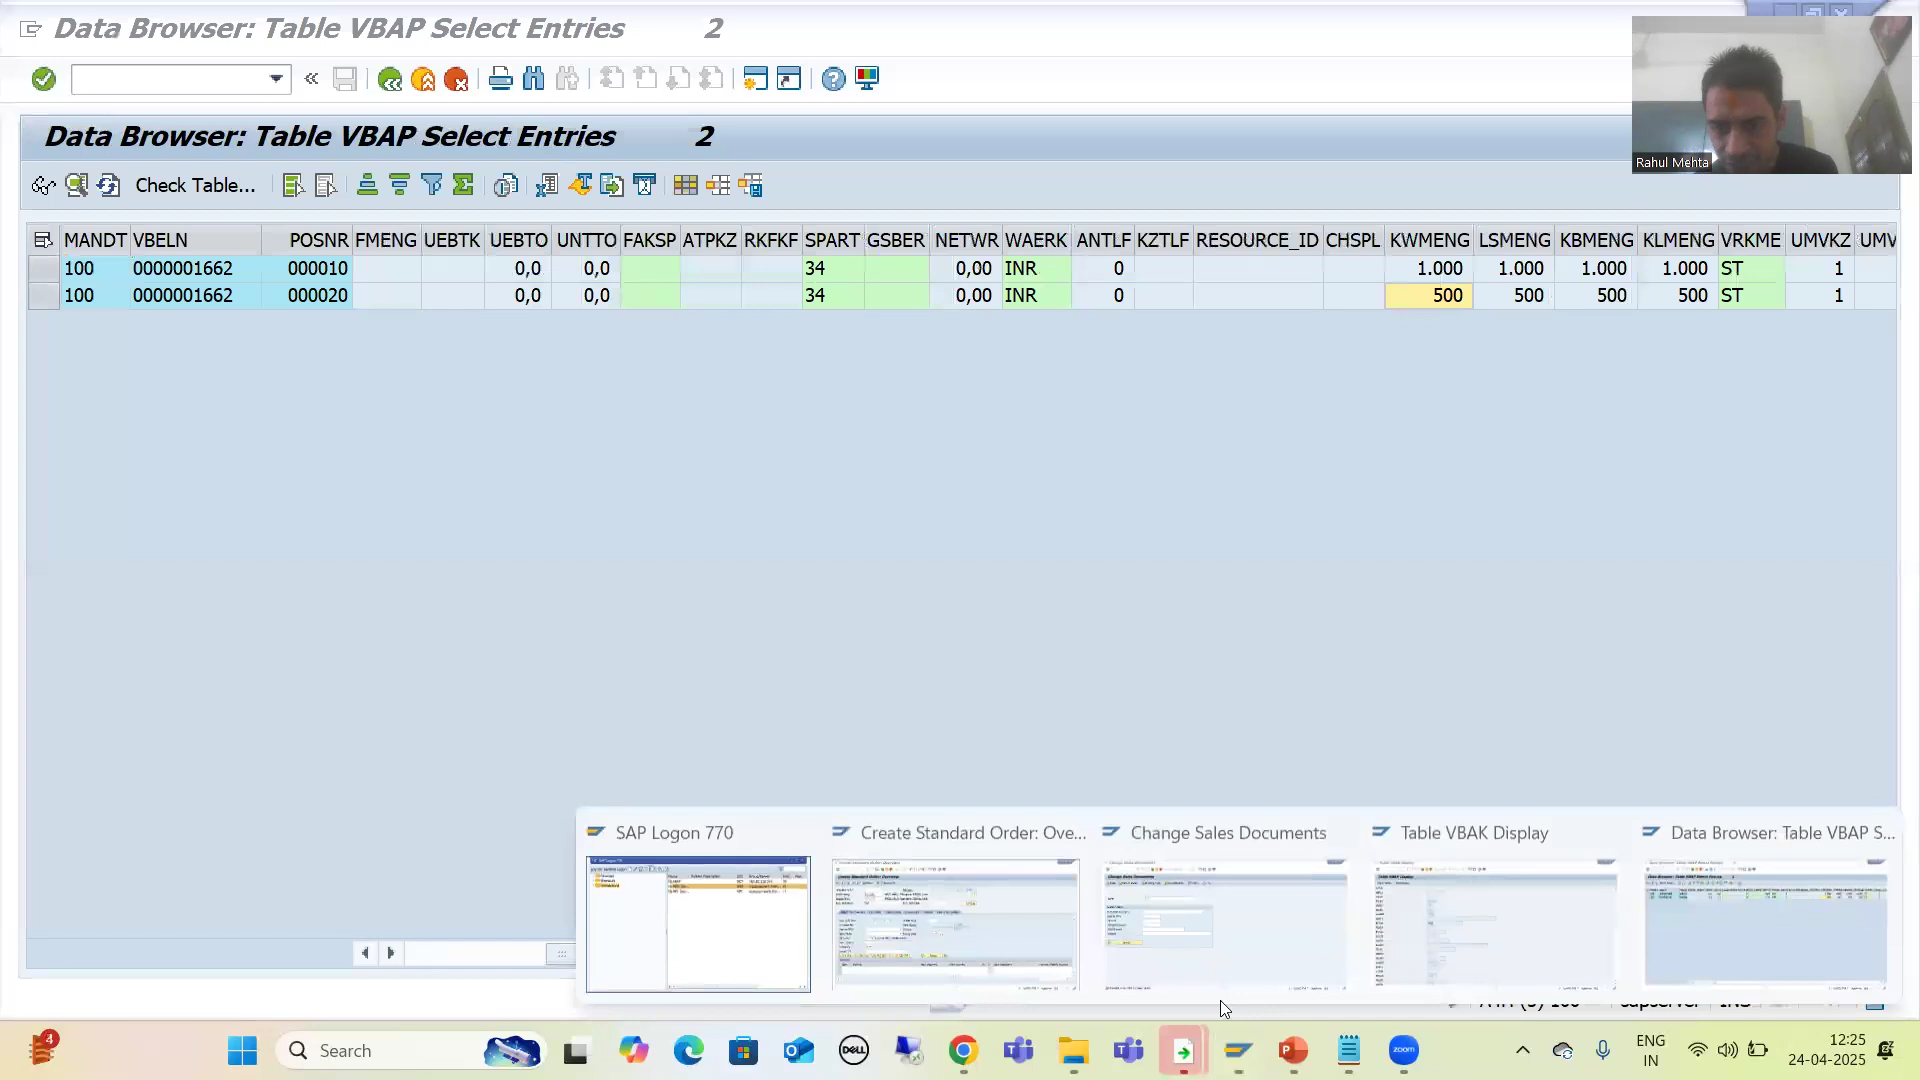 Data Browser: Table VBAP Select Entries 2
Rahul Mehta
Data Browser: Table VBAP Select Entries 2
Check Table...
MANDT VBELN POSNR FMENG UEBTK UEBTO UNTTO FAKSP ATPKZ RKFKF SPART GSBER NETWR WAERK ANTLF KZTLF RESOURCE_ID CHSPL KWMENG LSMENG KBMENG KLMENG VRKME UMVKZ UMV
100 0000001662 000010 0,0 0,0 34 0,00 INR 0 1.000 1.000 1.000 1.000 ST 1
100 0000001662 000020 0,0 0,0 34 0,00 INR 0 500 500 500 500 ST 1
SAP Logon 770
Create Standard Order: Ove...
Change Sales Documents
Table VBAK Display
Data Browser: Table VBAP S...
4
Search
DELL
zoom
ENG
IN
12:25
24-04-2025